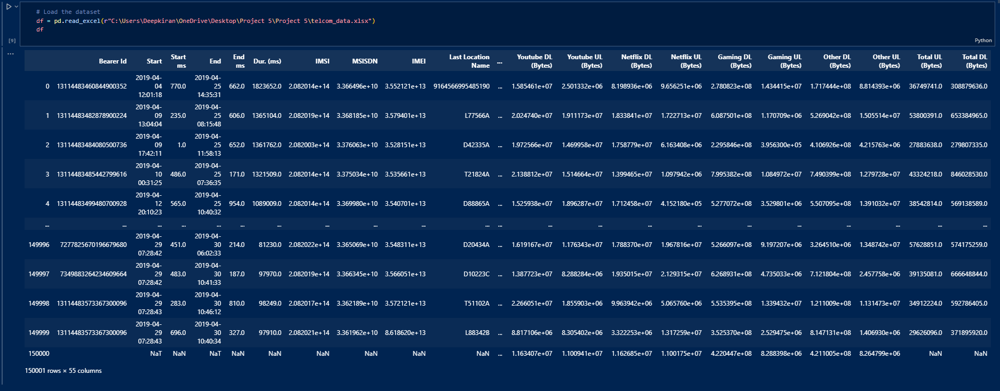 # Load the dataset
df = pd.read_excel(r"C:\Users\Deepkiran\OneDrive\Desktop\Project 5\Project 5\telcom_data.xlsx")
df
[9]
Python
...
Bearer Id Start Start ms End End ms Dur. (ms) IMSI MSISDN IMEI Last Location Name ... Youtube DL (Bytes) Youtube UL (Bytes) Netflix DL (Bytes) Netflix UL (Bytes) Gaming DL (Bytes) Gaming UL (Bytes) Other DL (Bytes) Other UL (Bytes) Total UL (Bytes) Total DL (Bytes)
0 13114483460844900352 2019-04-04 12:01:18 770.0 2019-04-25 14:35:31 662.0 1823652.0 2.082014e+14 3.366496e+10 3.552121e+13 9164566995485190 ... 1.585461e+07 2.501332e+06 8.198936e+06 9.656251e+06 2.780823e+08 1.434415e+07 1.717444e+08 8.814393e+06 36749741.0 308879636.0
1 13114483482878900224 2019-04-09 13:04:04 235.0 2019-04-25 08:15:48 606.0 1365104.0 2.082019e+14 3.368185e+10 3.579401e+13 L77566A ... 2.024740e+07 1.911173e+07 1.833841e+07 1.722713e+07 6.087501e+08 1.170709e+06 5.269042e+08 1.505514e+07 53800391.0 653384965.0
2 13114483484080500736 2019-04-09 17:42:11 1.0 2019-04-25 11:58:13 652.0 1361762.0 2.082003e+14 3.376063e+10 3.528151e+13 D42335A ... 1.972566e+07 1.469958e+07 1.758779e+07 6.163408e+06 2.295846e+08 3.956300e+05 4.106926e+08 4.215763e+06 27883638.0 279807335.0
3 13114483485442799616 2019-04-10 00:31:25 486.0 2019-04-25 07:36:35 171.0 1321509.0 2.082014e+14 3.375034e+10 3.535661e+13 T21824A ... 2.138812e+07 1.514664e+07 1.399465e+07 1.097942e+06 7.995382e+08 1.084972e+07 7.490399e+08 1.279728e+07 43324218.0 846028530.0
4 13114483499480700928 2019-04-12 20:10:23 565.0 2019-04-25 10:40:32 954.0 1089009.0 2.082014e+14 3.369980e+10 3.540701e+13 D88865A ... 1.525938e+07 1.896287e+07 1.712458e+07 4.152180e+05 5.277072e+08 3.529801e+06 5.507095e+08 1.391032e+07 38542814.0 569138589.0
... ... ... ... ... ... ... ... ... ... ... ... ... ... ... ... ... ... ... ... ... ...
149996 7277825670196679680 2019-04-29 07:28:42 451.0 2019-04-30 06:02:33 214.0 81230.0 2.082022e+14 3.365069e+10 3.548311e+13 D20434A ... 1.619167e+07 1.176343e+07 1.788370e+07 1.967816e+07 5.266097e+08 9.197207e+06 3.264510e+06 1.348742e+07 57628851.0 574175259.0
149997 7349883264234609664 2019-04-29 07:28:42 483.0 2019-04-30 10:41:33 187.0 97970.0 2.082019e+14 3.366345e+10 3.566051e+13 D10223C ... 1.387723e+07 8.288284e+06 1.935015e+07 2.129315e+07 6.268931e+08 4.735033e+06 7.121804e+08 2.457758e+06 39135081.0 666648844.0
149998 13114483573367300096 2019-04-29 07:28:43 283.0 2019-04-30 10:46:12 810.0 98249.0 2.082017e+14 3.362189e+10 3.572121e+13 T51102A ... 2.266051e+07 1.855903e+06 9.963942e+06 5.065760e+06 5.535395e+08 1.339432e+07 1.211009e+08 1.131473e+07 34912224.0 592786405.0
149999 13114483573367300096 2019-04-29 07:28:43 696.0 2019-04-30 10:40:34 327.0 97910.0 2.082021e+14 3.361962e+10 8.618620e+13 L88342B ... 8.817106e+06 8.305402e+06 3.322253e+06 1.317259e+07 3.525370e+08 2.529475e+06 8.147131e+08 1.406930e+06 29626096.0 371895920.0
150000 NaT NaN NaT NaN NaN NaN NaN NaN NaN ... 1.163407e+07 1.100941e+07 1.162685e+07 1.100175e+07 4.220447e+08 8.288398e+06 4.211005e+08 8.264799e+06 NaN NaN
150001 rows × 55 columns